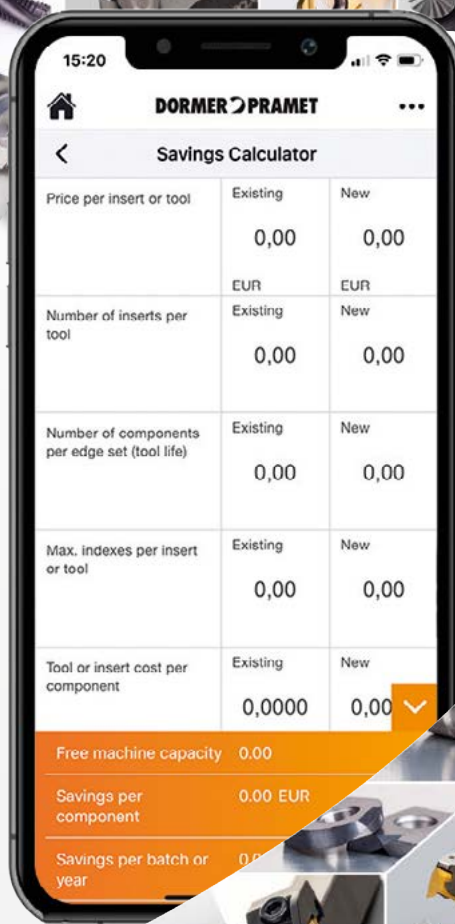 15:20
DORMER PRAMET
Savings Calculator
Price per insert or tool
Existing
New
0,00
0,00
EUR
EUR
Number of inserts per
tool
Existing
New
0,00
0,00
Number of components
per edge set (tool life)
Existing
New
0,00
0,00
Max. indexes per insert
or tool
Existing
New
0,00
0,00
Tool or insert cost per
component
Existing
New
0,0000
0,00
Free machine capacity 0.00
Savings per
component
0.00 EUR
Savings per batch or
year